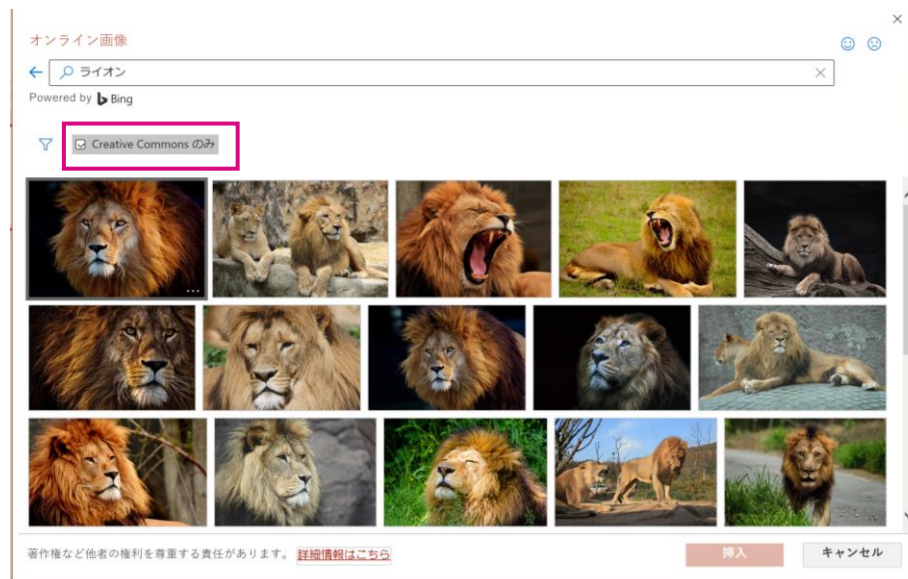 オンライン画像
ライオン
Powered by Bing
Creative Commons のみ
著作権など他者の権利を尊重する責任があります。 詳細情報はこちら
挿入
キャンセル